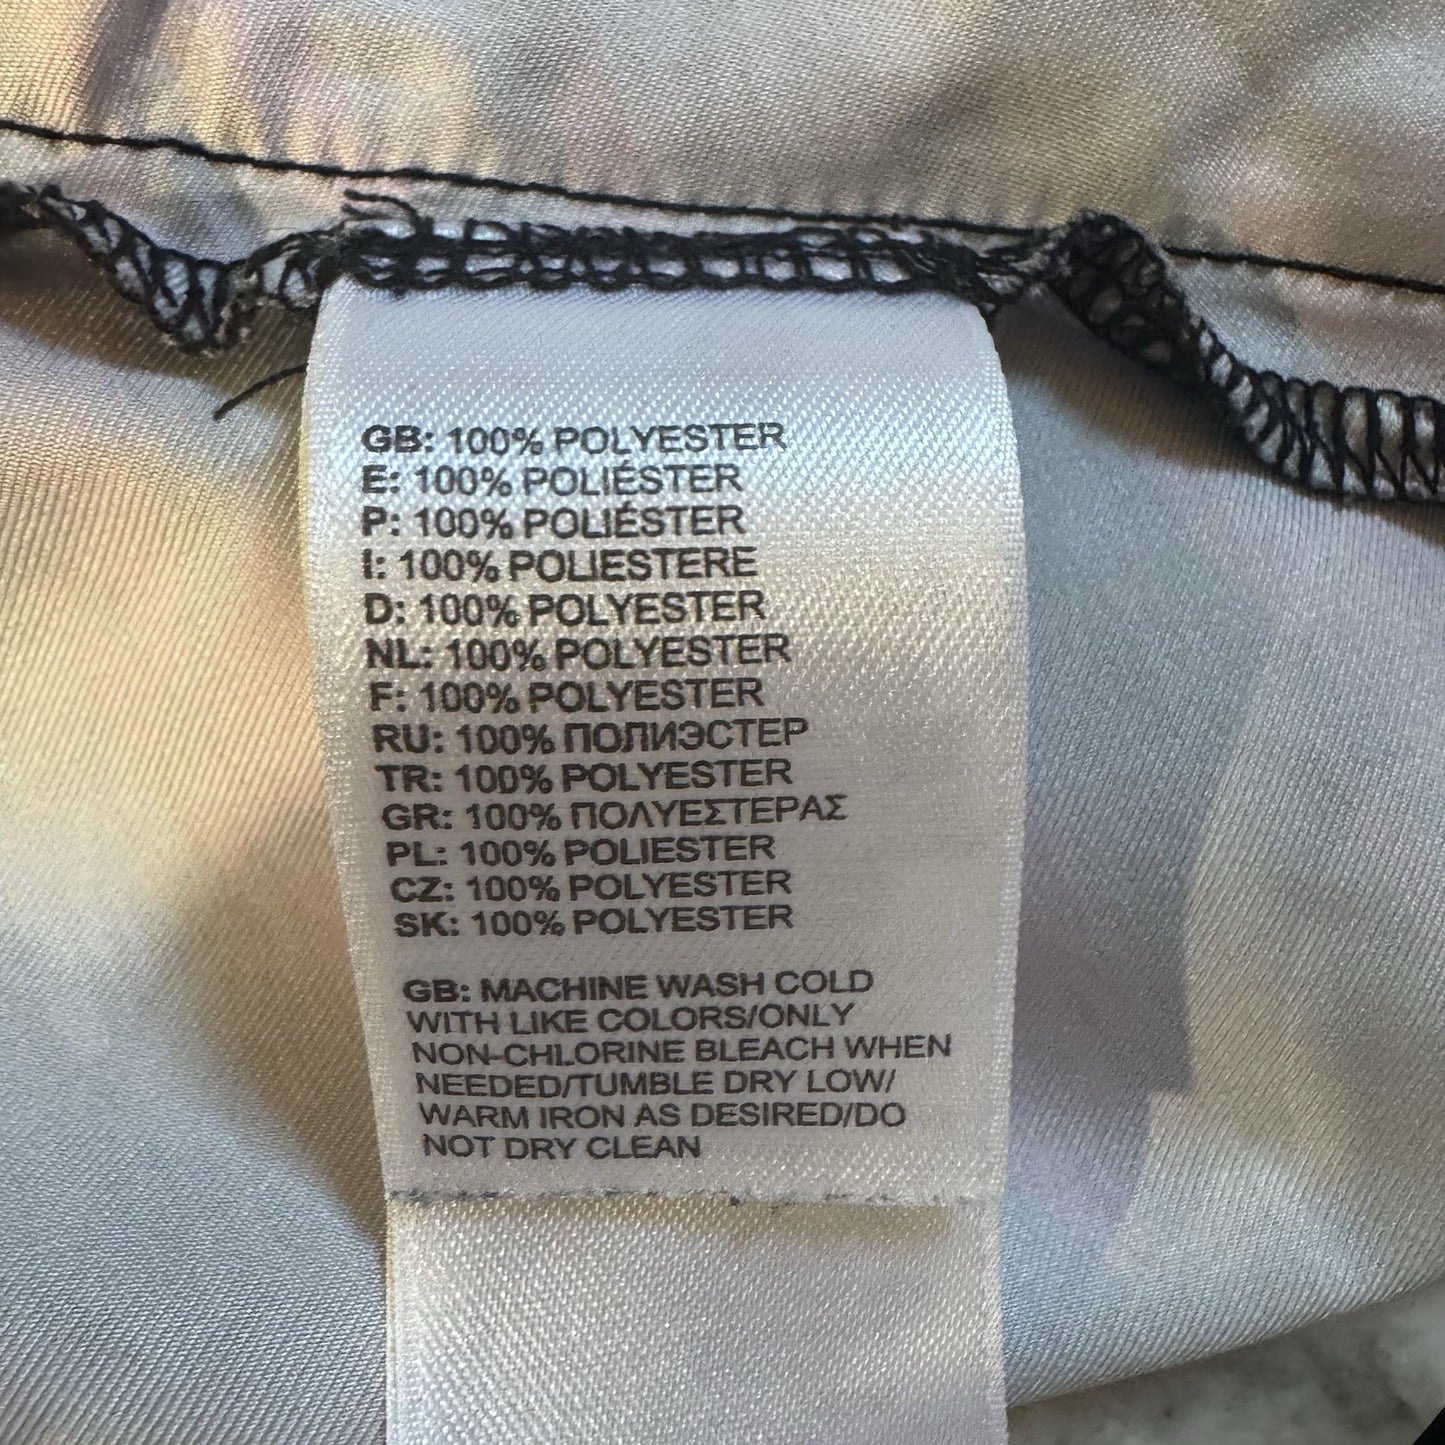 GB: 100% POLYESTER
E: 100% POLIÉSTER
P: 100% POLIÉSTER
I: 100% POLIESTERE
D: 100% POLYESTER
NL: 100% POLYESTER
F: 100% POLYESTER
RU: 100% ПОЛИЭСТЕР
TR: 100% POLYESTER
GR: 100% ΠΟΛΥΕΣΤΕΡΑΣ
PL: 100% POLIESTER
CZ: 100% POLYESTER
SK: 100% POLYESTER
GB: MACHINE WASH COLD
WITH LIKE COLORS/ONLY
NON-CHLORINE BLEACH WHEN
NEEDED/TUMBLE DRY LOW/
WARM IRON AS DESIRED/DO
NOT DRY CLEAN